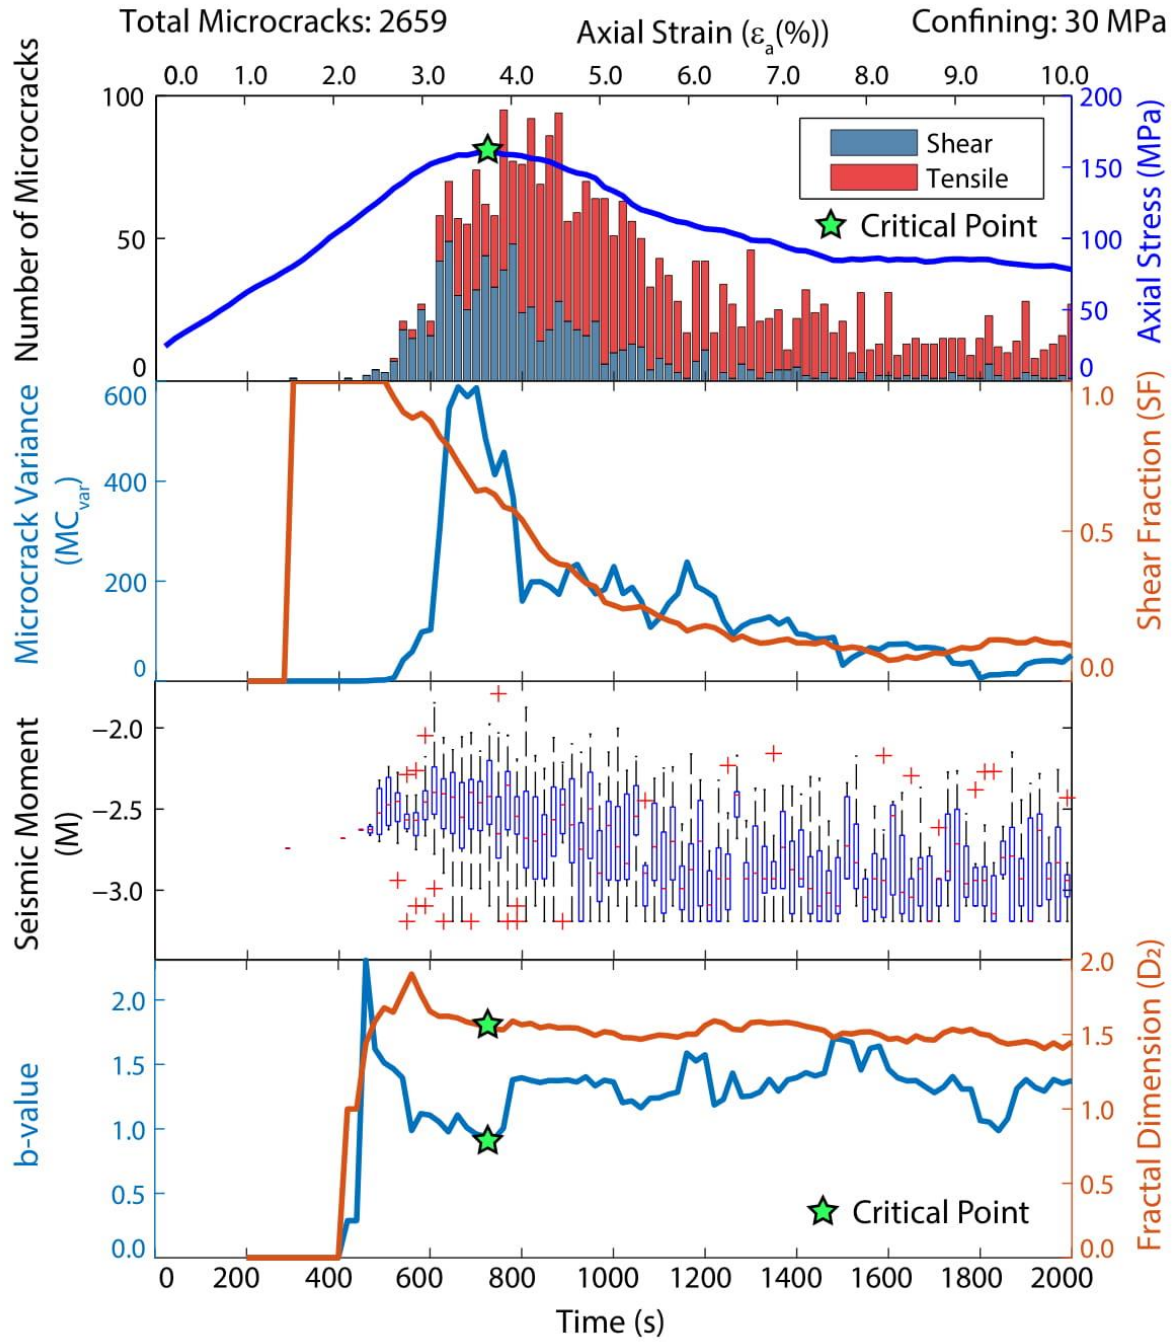 Total Microcracks: 2659
Axial Strain (εa(%))
Confining: 30 MPa
0.0 1.0 2.0 3.0 4.0 5.0 6.0 7.0 8.0 9.0 10.0
Number of Microcracks
100
50
0
Shear
Tensile
Critical Point
200
150
100
50
0
Axial Stress (MPa)
Microcrack Variance
(MCvar)
600
400
200
0
1.0
0.5
0.0
Shear Fraction (SF)
Seismic Moment
(M)
−2.0
−2.5
−3.0
b-value
2.0
1.5
1.0
0.5
0.0
Critical Point
2.0
1.5
1.0
0.5
0.0
Fractal Dimension (D2)
0 200 400 600 800 1000 1200 1400 1600 1800 2000
Time (s)